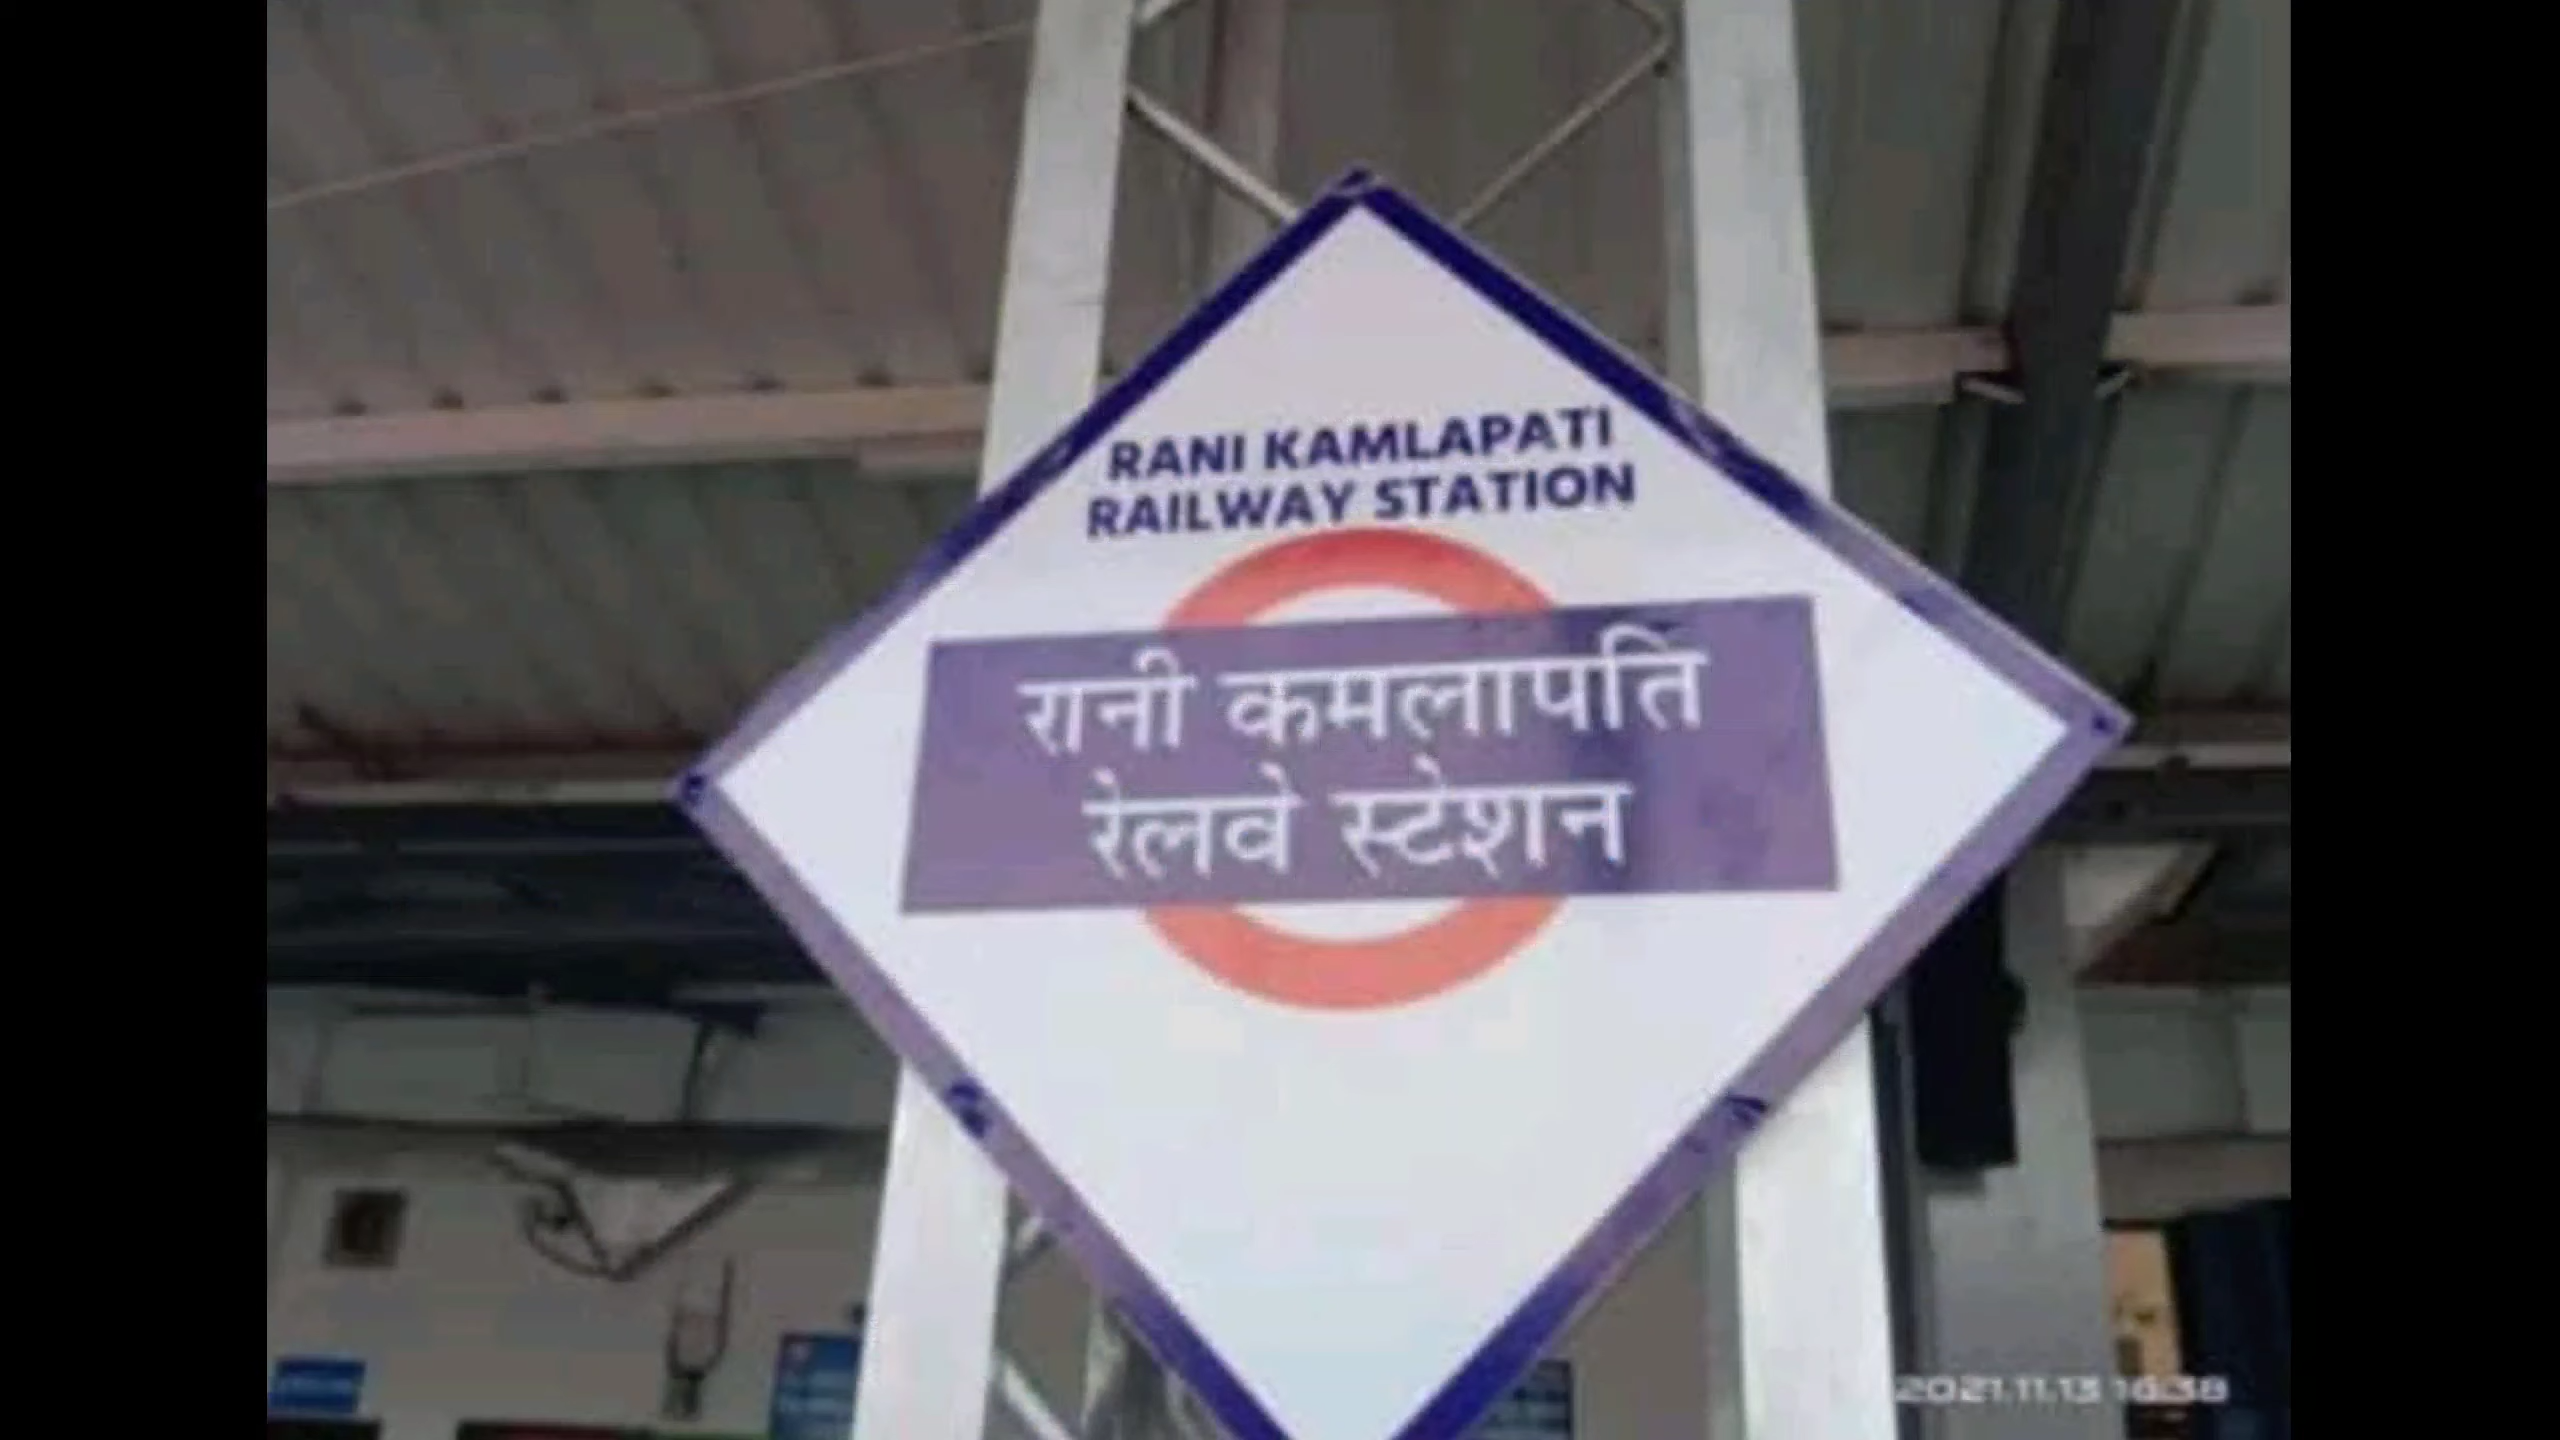 RANI KAMLAPATI
RAILWAY STATION
रानी कमलापति
रेलवे स्टेशन
2021.11.13 16:38